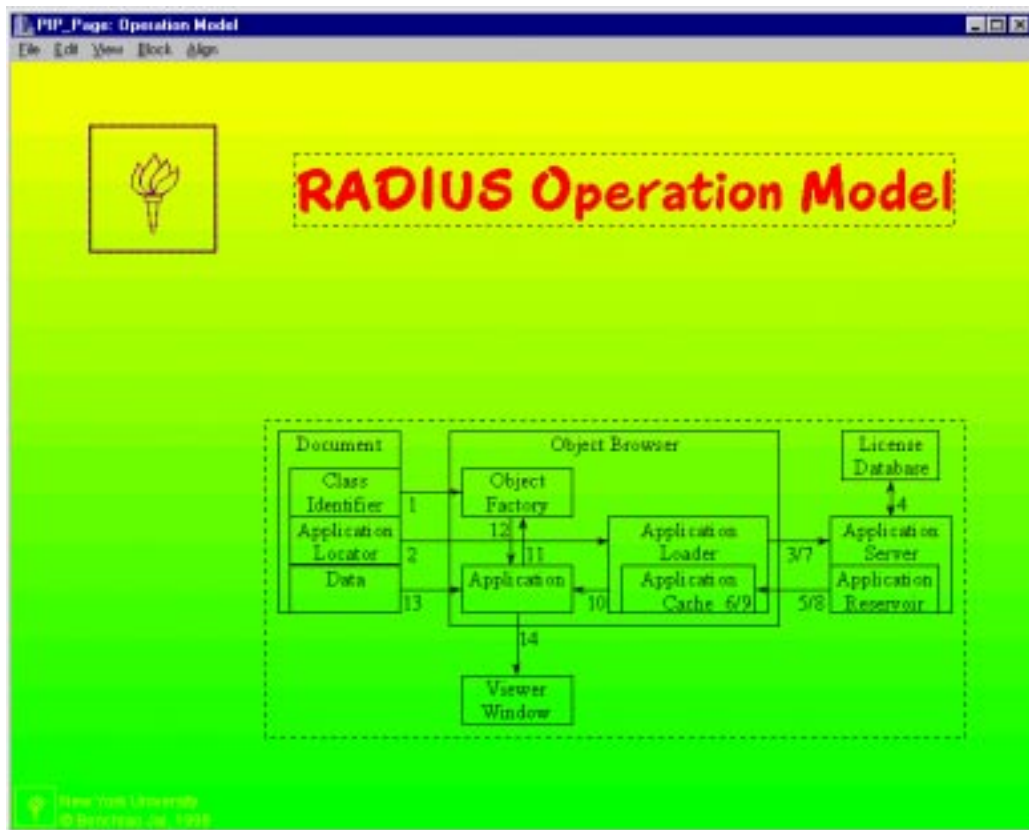 PIP_Page: Operation Model
File Edit View Block Align
RADIUS Operation Model
Document
Object Browser
License
Database
Class
Identifier
1
Object
Factory
4
Application
Locator
2
12
11
Application
Loader
3/7
Application
Server
Data
13
Application
10
Application
Cache 6/9
5/8
Application
Reservoir
14
Viewer
Window
New York University
© Jai, 1998